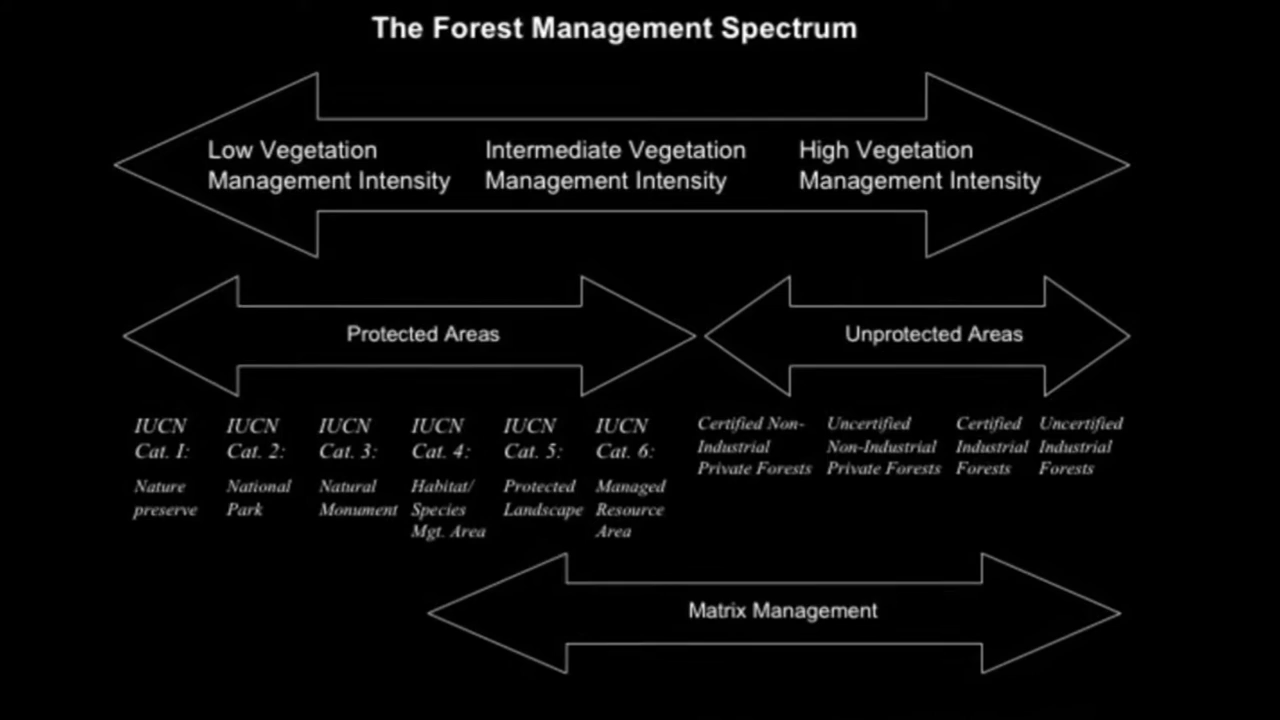 The Forest Management Spectrum
Low Vegetation
Management Intensity
Intermediate Vegetation
Management Intensity
High Vegetation
Management Intensity
Protected Areas
Unprotected Areas
IUCN
Cat. 1:
Nature
preserve
IUCN
Cat. 2:
National
Park
IUCN
Cat. 3:
Natural
Monument
IUCN
Cat. 4:
Habitat/
Species
Mgt. Area
IUCN
Cat. 5:
Protected
Landscape
IUCN
Cat. 6:
Managed
Resource
Area
Certified Non-
Industrial
Private Forests
Uncertified
Non-Industrial
Private Forests
Certified
Industrial
Forests
Uncertified
Industrial
Forests
Matrix Management